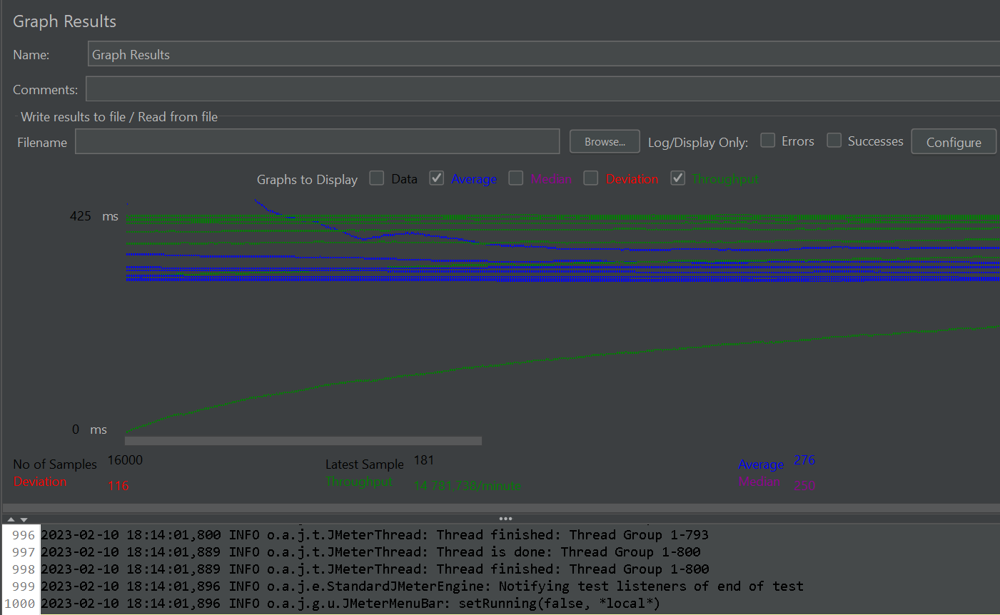 Graph Results
Name: Graph Results
Comments:
Write results to file / Read from file
Filename Browse... Log/Display Only: Errors Successes Configure
Graphs to Display Data Average Median Deviation Throughput
425 ms
0 ms
No of Samples 16000 Latest Sample 181 Average 276
Deviation 116 Throughput 14 781,738/minute Median 250
996 2023-02-10 18:14:01,800 INFO o.a.j.t.JMeterThread: Thread finished: Thread Group 1-793
997 2023-02-10 18:14:01,889 INFO o.a.j.t.JMeterThread: Thread is done: Thread Group 1-800
998 2023-02-10 18:14:01,889 INFO o.a.j.t.JMeterThread: Thread finished: Thread Group 1-800
999 2023-02-10 18:14:01,896 INFO o.a.j.e.StandardJMeterEngine: Notifying test listeners of end of test
1000 2023-02-10 18:14:01,896 INFO o.a.j.g.u.JMeterMenuBar: setRunning(false, *local*)